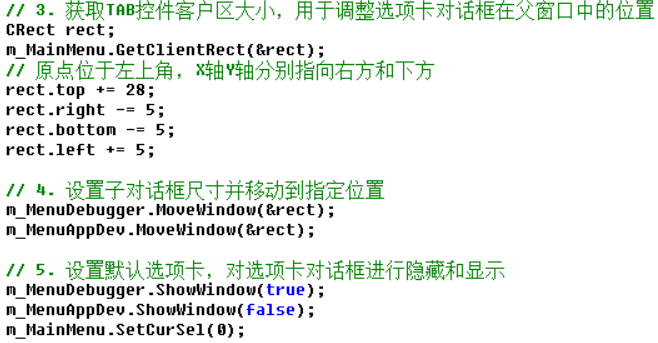 // 3. 获取TAB控件客户区大小，用于调整选项卡对话框在父窗口中的位置
CRect rect;
m_MainMenu.GetClientRect(&rect);
// 原点位于左上角，X轴Y轴分别指向右方和下方
rect.top += 28;
rect.right -= 5;
rect.bottom -= 5;
rect.left += 5;
// 4. 设置子对话框尺寸并移动到指定位置
m_MenuDebugger.MoveWindow(&rect);
m_MenuAppDev.MoveWindow(&rect);
// 5. 设置默认选项卡，对选项卡对话框进行隐藏和显示
m_MenuDebugger.ShowWindow(true);
m_MenuAppDev.ShowWindow(false);
m_MainMenu.SetCurSel(0);